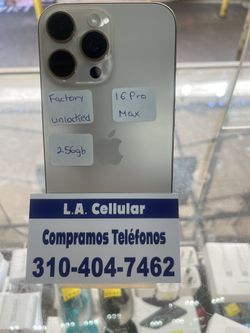 Factory
unlocked
16 Pro
Max
256gb
L.A. Cellular
Compramos Teléfonos
310-404-7462